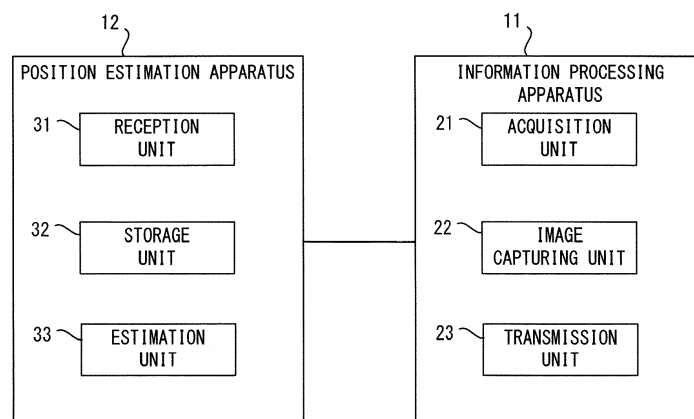 12
POSITION ESTIMATION APPARATUS
31
RECEPTION
UNIT
32
STORAGE
UNIT
33
ESTIMATION
UNIT
11
INFORMATION PROCESSING
APPARATUS
21
ACQUISITION
UNIT
22
IMAGE
CAPTURING UNIT
23
TRANSMISSION
UNIT